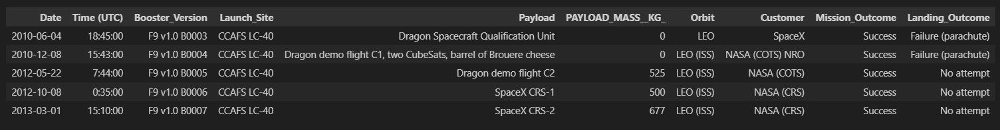 Date Time (UTC) Booster_Version Launch_Site Payload PAYLOAD_MASS__KG_ Orbit Customer Mission_Outcome Landing_Outcome
2010-06-04 18:45:00 F9 v1.0 B0003 CCAFS LC-40 Dragon Spacecraft Qualification Unit 0 LEO SpaceX Success Failure (parachute)
2010-12-08 15:43:00 F9 v1.0 B0004 CCAFS LC-40 Dragon demo flight C1, two CubeSats, barrel of Brouere cheese 0 LEO (ISS) NASA (COTS) NRO Success Failure (parachute)
2012-05-22 7:44:00 F9 v1.0 B0005 CCAFS LC-40 Dragon demo flight C2 525 LEO (ISS) NASA (COTS) Success No attempt
2012-10-08 0:35:00 F9 v1.0 B0006 CCAFS LC-40 SpaceX CRS-1 500 LEO (ISS) NASA (CRS) Success No attempt
2013-03-01 15:10:00 F9 v1.0 B0007 CCAFS LC-40 SpaceX CRS-2 677 LEO (ISS) NASA (CRS) Success No attempt